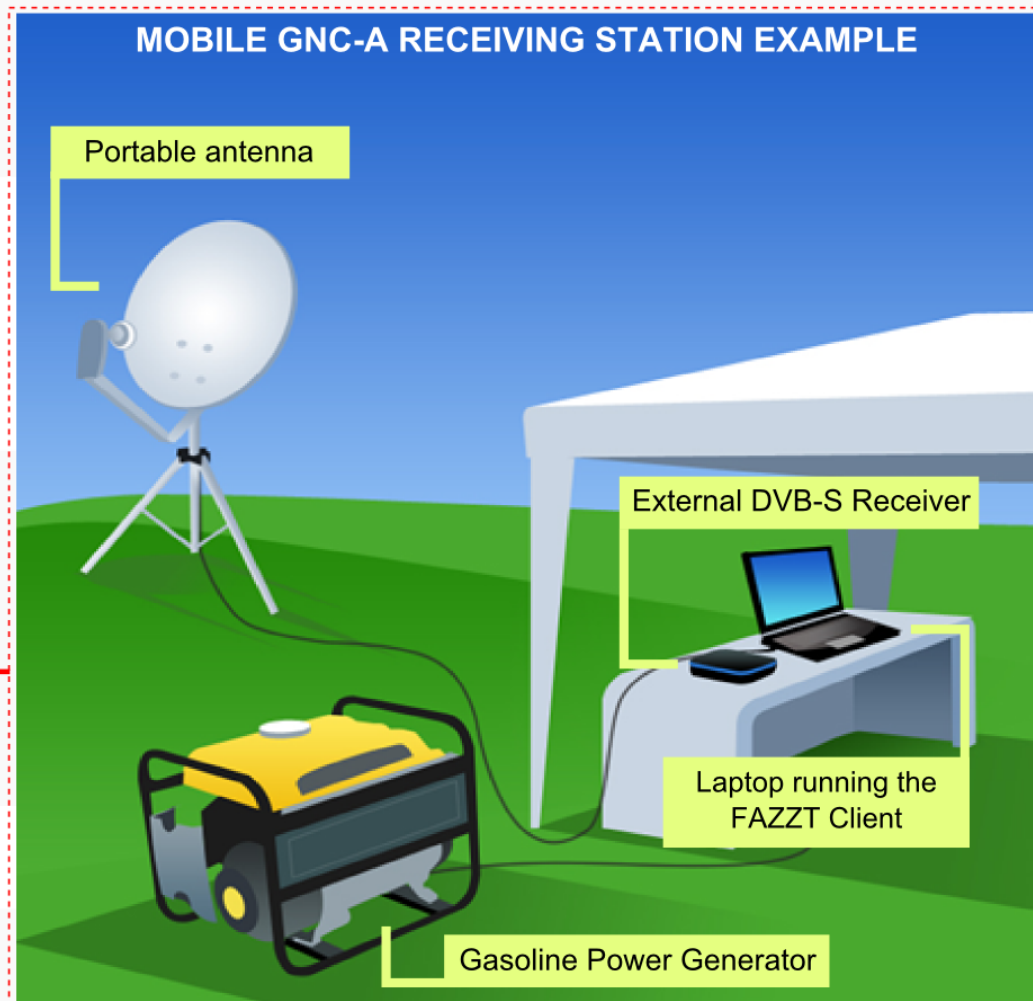 MOBILE GNC-A RECEIVING STATION EXAMPLE
Portable antenna
External DVB-S Receiver
Laptop running the
FAZZT Client
Gasoline Power Generator